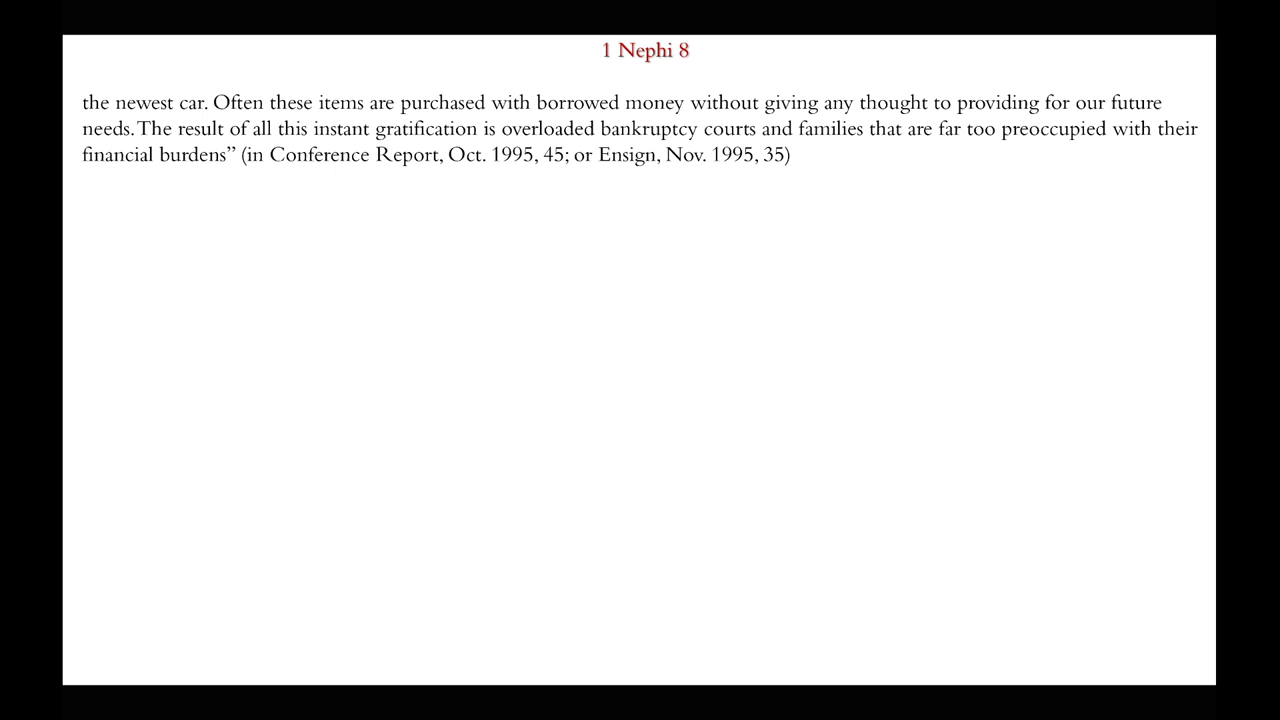 1 Nephi 8
the newest car. Often these items are purchased with borrowed money without giving any thought to providing for our future
needs. The result of all this instant gratification is overloaded bankruptcy courts and families that are far too preoccupied with their
financial burdens” (in Conference Report, Oct. 1995, 45; or Ensign, Nov. 1995, 35)